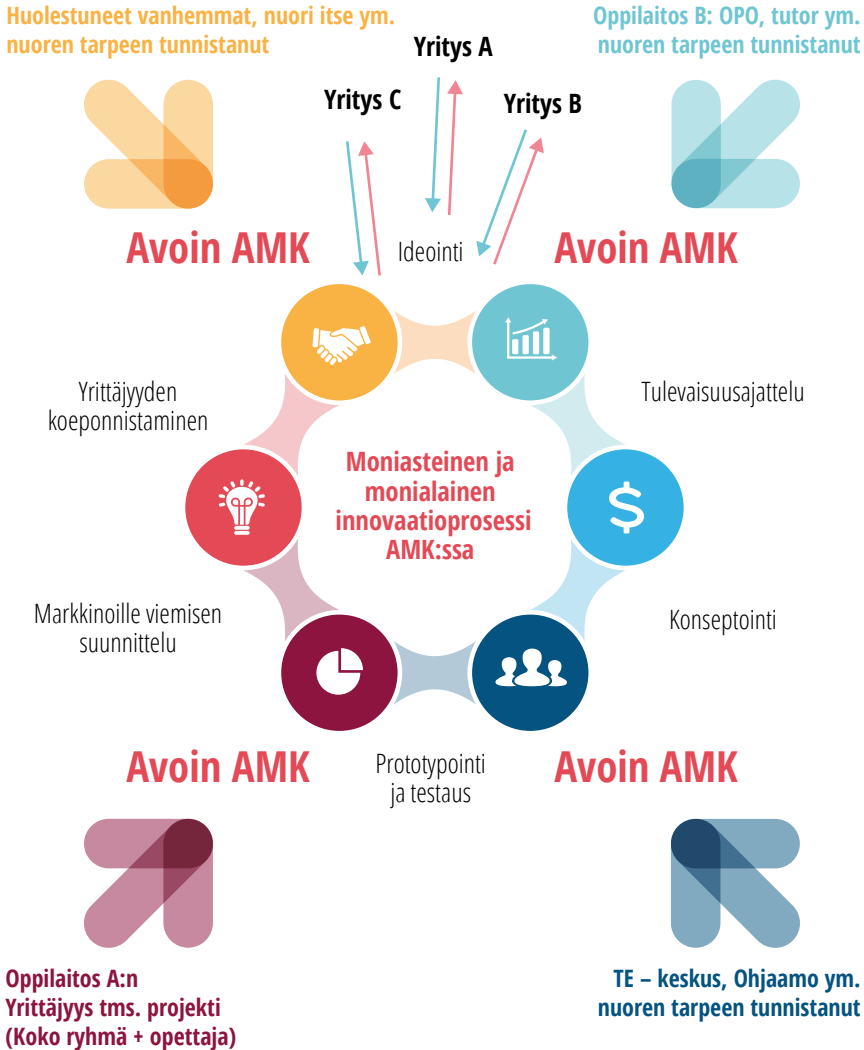 Huolestuneet vanhemmat, nuori itse ym.
nuoren tarpeen tunnistanut
Oppilaitos B: OPO, tutor ym.
nuoren tarpeen tunnistanut
Yritys A
Yritys C
Yritys B
Avoin AMK
Ideointi
Avoin AMK
Yrittäjyyden
koeponnistaminen
Tulevaisuusajattelu
Moniasteinen ja
monialainen
innovaatioprosessi
AMK:ssa
$
Markkinoille viemisen
suunnittelu
Konseptointi
Avoin AMK
Prototypointi
ja testaus
Avoin AMK
Oppilaitos A:n
Yrittäjyys tms. projekti
(Koko ryhmä + opettaja)
TE – keskus, Ohjaamo ym.
nuoren tarpeen tunnistanut